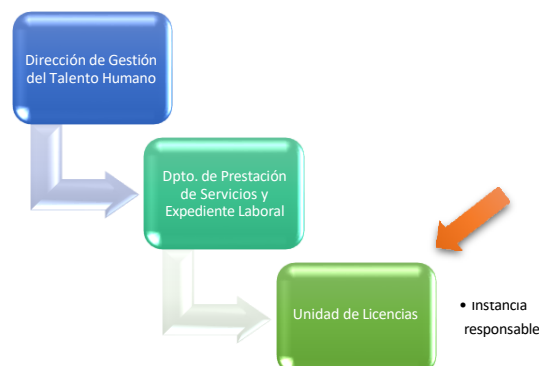 Dirección de Gestión
del Talento Humano
Dpto. de Prestación
de Servicios y
Expediente Laboral
Unidad de Licencias
• Instancia
responsable